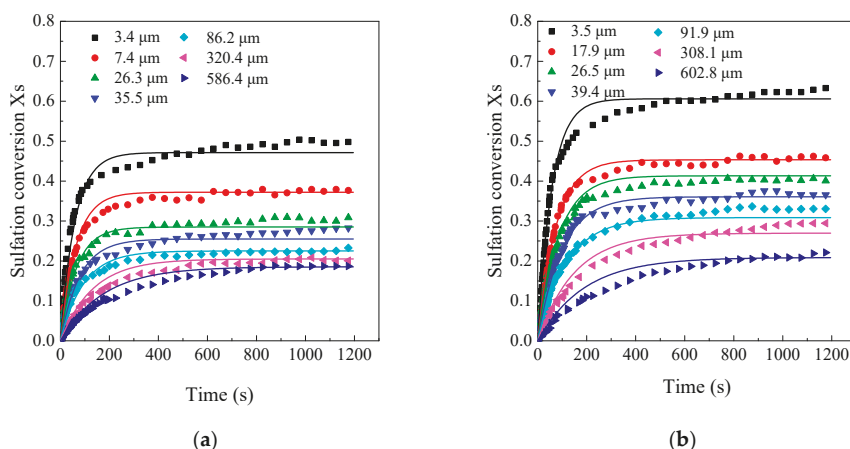 0.8
0.7
0.6
0.5
0.4
0.3
0.2
0.1
0.0
Sulfation conversion Xs
3.4 μm
7.4 μm
26.3 μm
35.5 μm
86.2 μm
320.4 μm
586.4 μm
0 200 400 600 800 1000 1200
Time (s)
(a)
0.8
0.7
0.6
0.5
0.4
0.3
0.2
0.1
0.0
Sulfation conversion Xs
3.5 μm
17.9 μm
26.5 μm
39.4 μm
91.9 μm
308.1 μm
602.8 μm
0 200 400 600 800 1000 1200
Time (s)
(b)